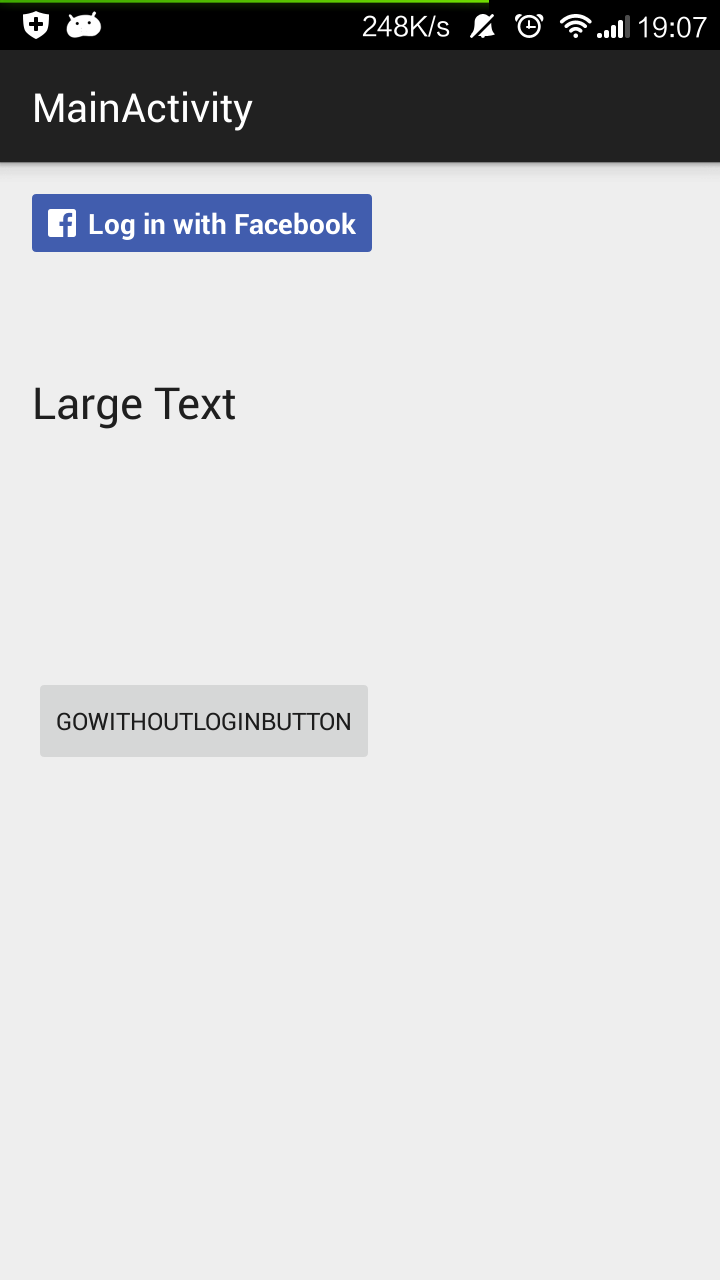 248K/s 19:07
MainActivity
Log in with Facebook
Large Text
GOWITHOUTLOGINBUTTON